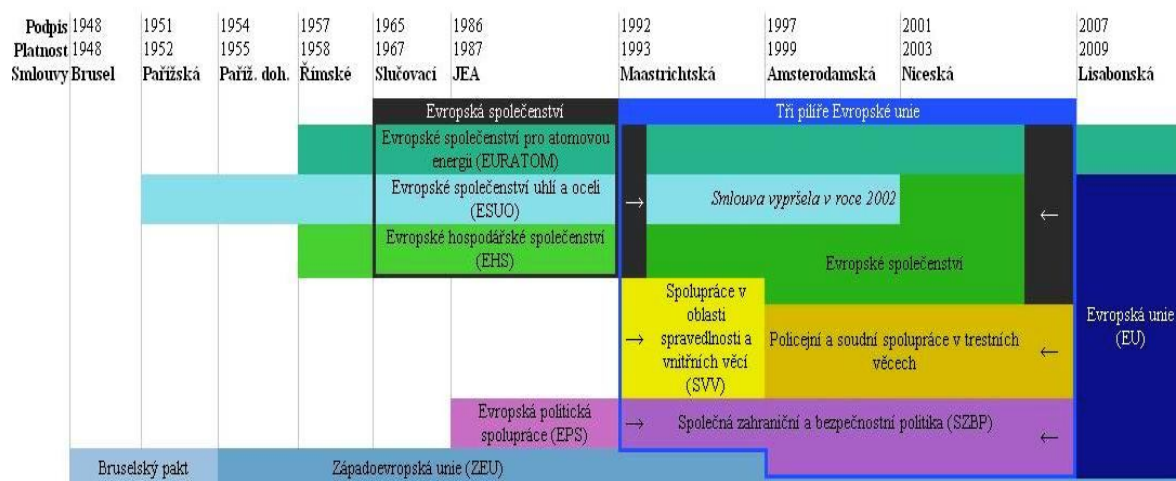 Podpis 1948 1951 1954 1957 1965 1986 1992 1997 2001 2007
Platnost 1948 1952 1955 1958 1967 1987 1993 1999 2003 2009
Smlouvy Brusel Pařížská Paříž. doh. Římské Slučovací JEA Maastrichtská Amsterodamská Niceská Lisabonská
Evropská společenství
Tři pilíře Evropské unie
Evropské společenství pro atomovou
energii (EURATOM)
Evropské společenství uhlí a oceli
(ESUO)
→
Smlouva vypršela v roce 2002
←
Evropské hospodářské společenství
(EHS)
Evropské společenství
Spolupráce v
oblasti
spravedlnosti a
vnitřních věcí
(SVV)
→
Policejní a soudní spolupráce v trestních
věcech
←
Evropská unie
(EU)
Evropská politická
spolupráce (EPS)
→
Společná zahraniční a bezpečnostní politika (SZBP)
←
Bruselský pakt
Západoevropská unie (ZEU)